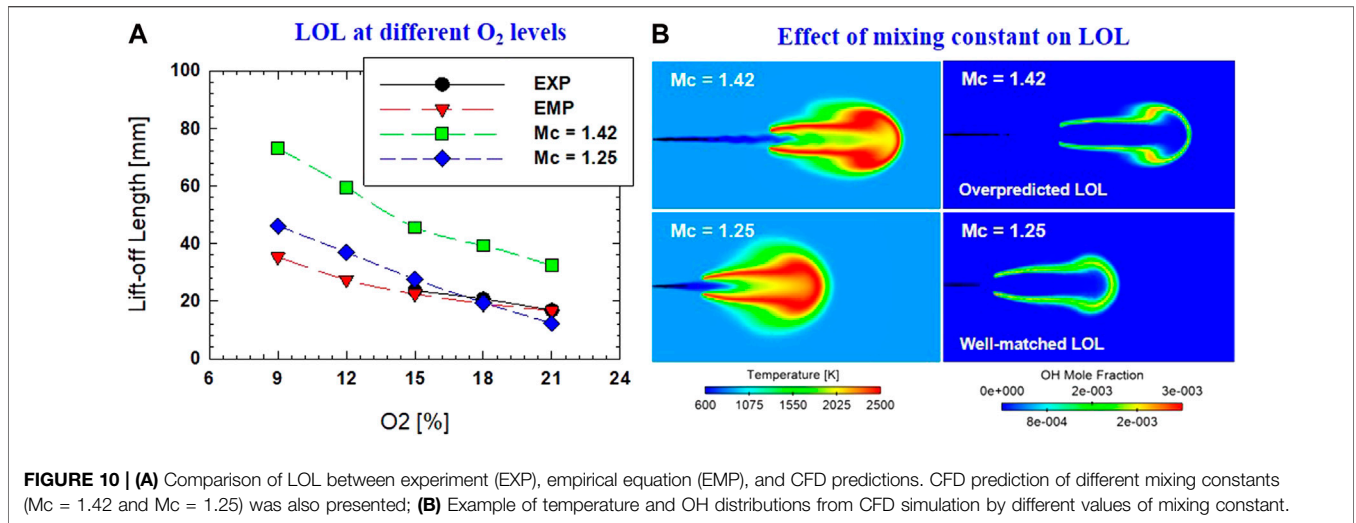 A
LOL at different O2 levels
Lift-off Length [mm]
100
80
60
40
20
0
6
9
12
15
18
21
24
O2 [%]
EXP
EMP
Mc = 1.42
Mc = 1.25
B
Effect of mixing constant on LOL
Mc = 1.42
Mc = 1.42
Overpredicted LOL
Mc = 1.25
Mc = 1.25
Well-matched LOL
Temperature [K]
600 1075 1550 2025 2500
OH Mole Fraction
0e+000 2e-003 3e-003
8e-004 2e-003
FIGURE 10 | (A) Comparison of LOL between experiment (EXP), empirical equation (EMP), and CFD predictions. CFD prediction of different mixing constants
(Mc = 1.42 and Mc = 1.25) was also presented; (B) Example of temperature and OH distributions from CFD simulation by different values of mixing constant.